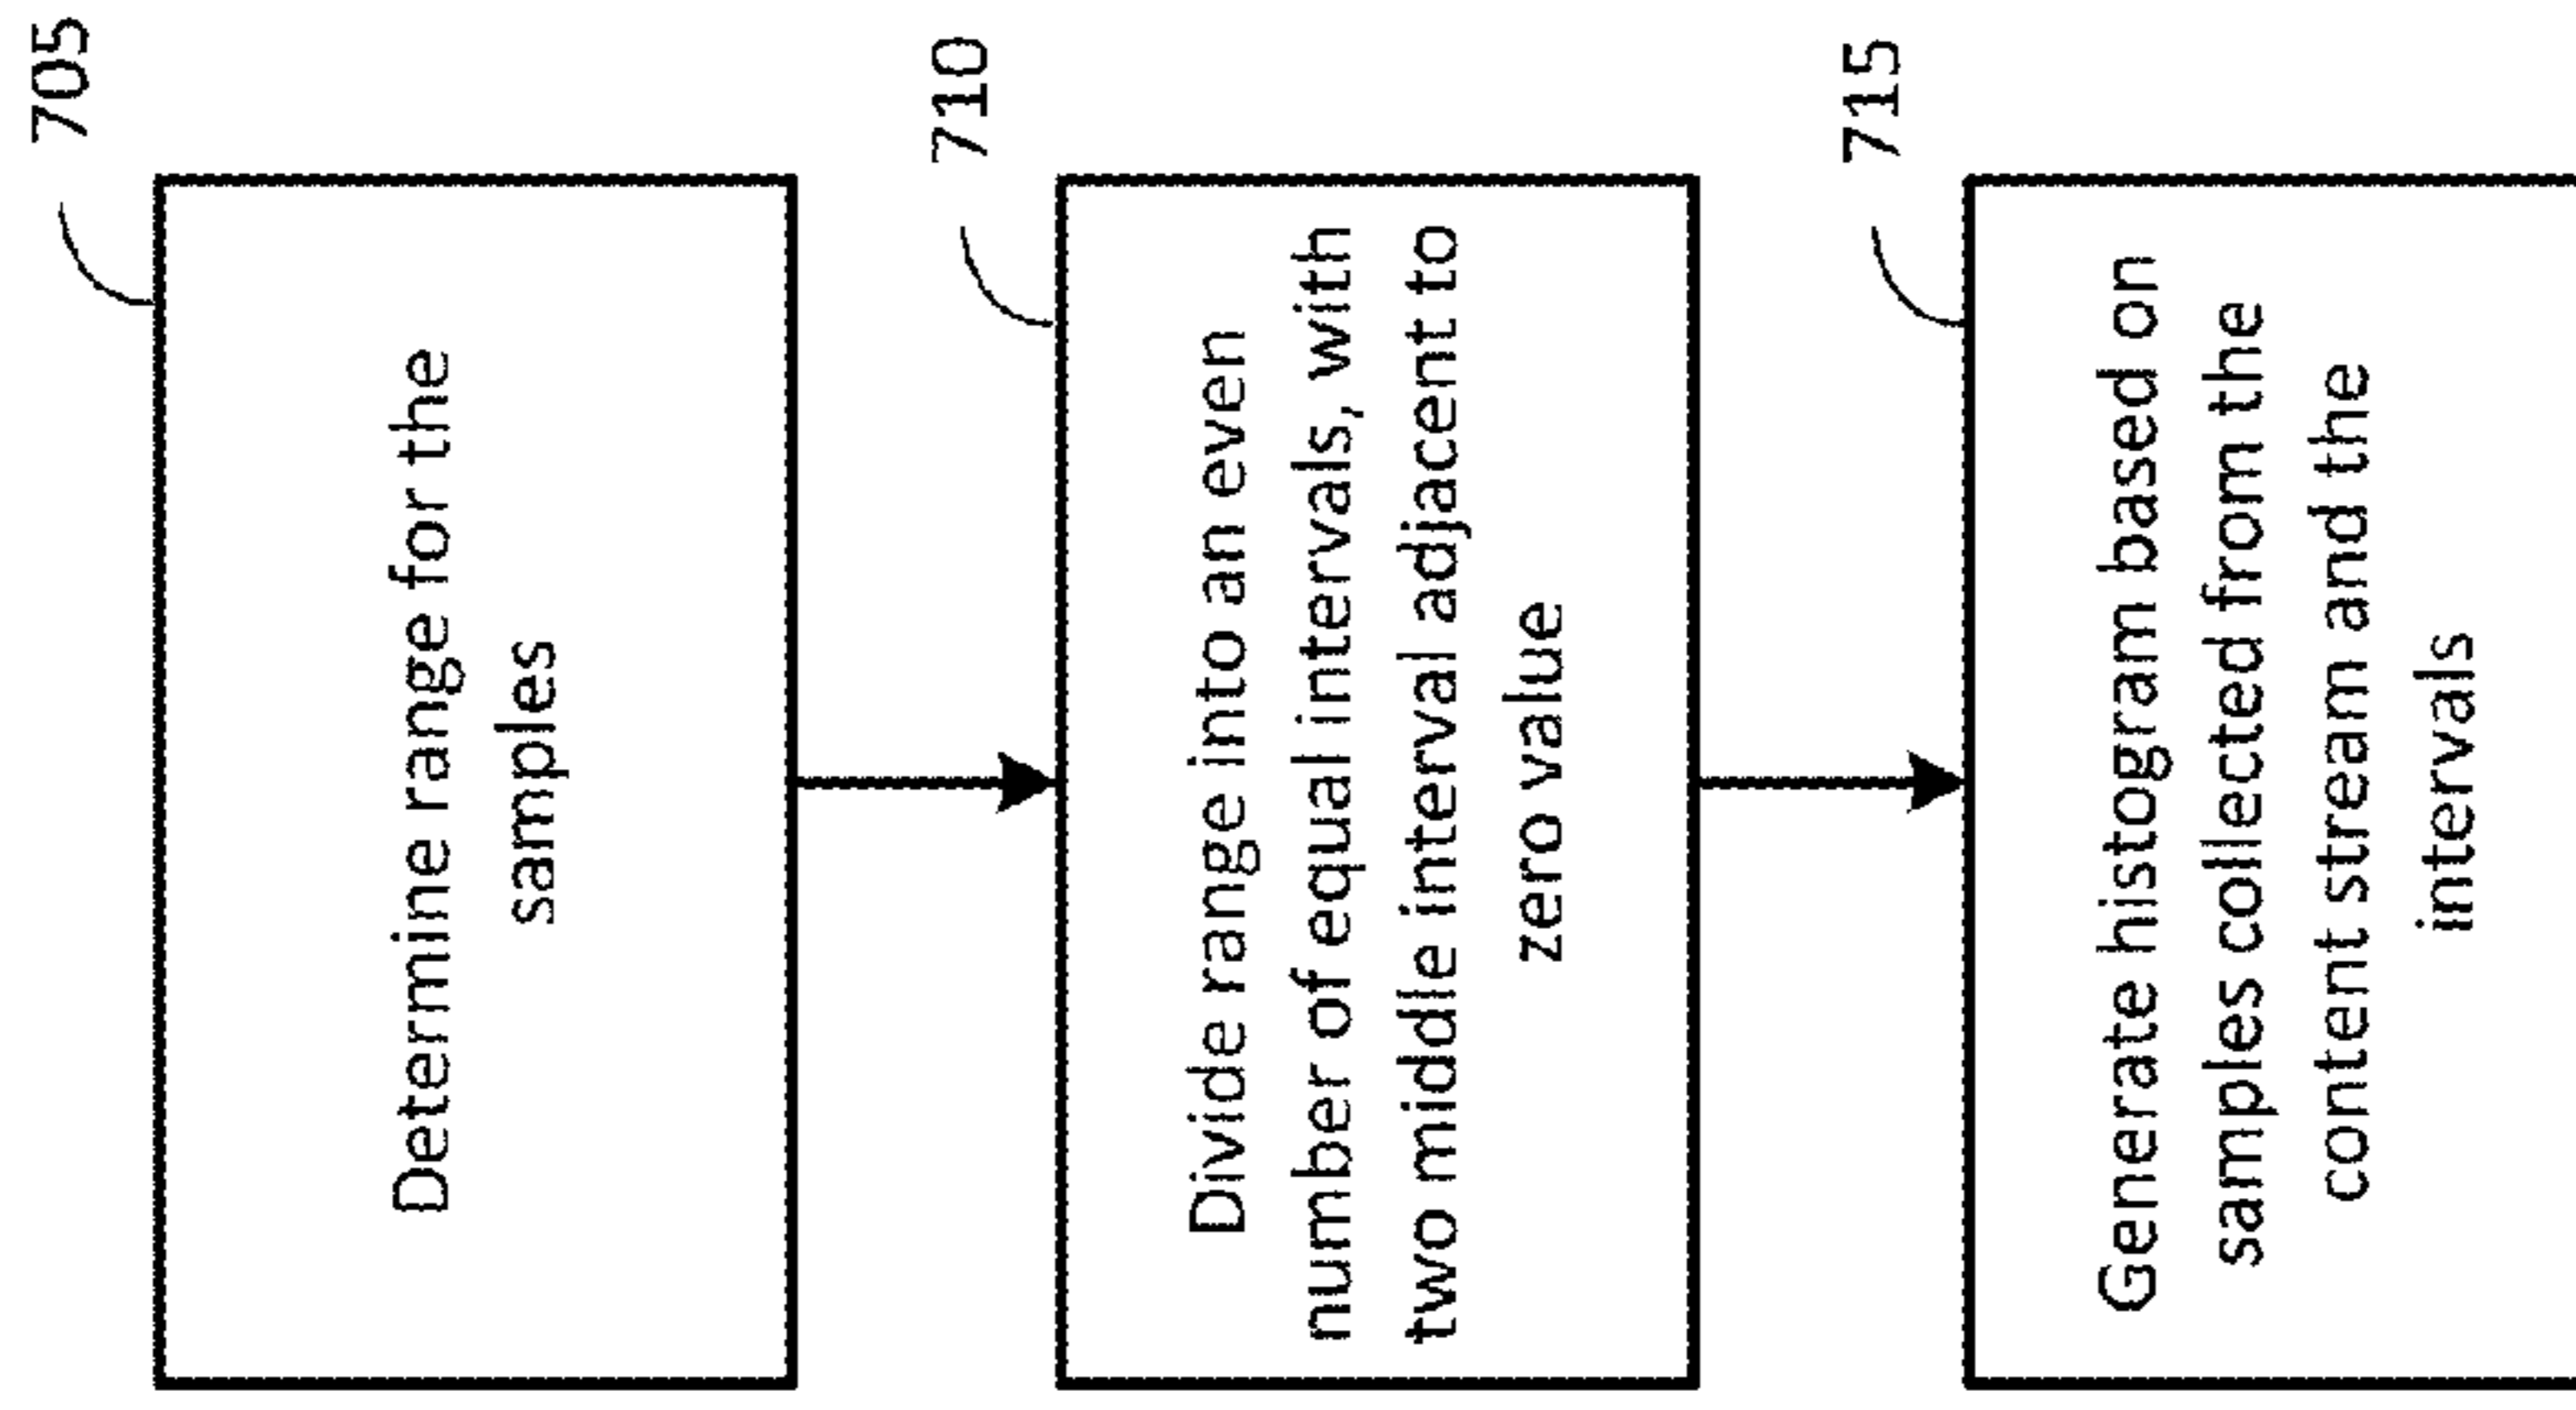 705
Determine range for the
samples
710
Divide range into an even
number of equal intervals, with
two middle interval adjacent to
zero value
715
Generate histogram based on
samples collected from the
content stream and the
intervals